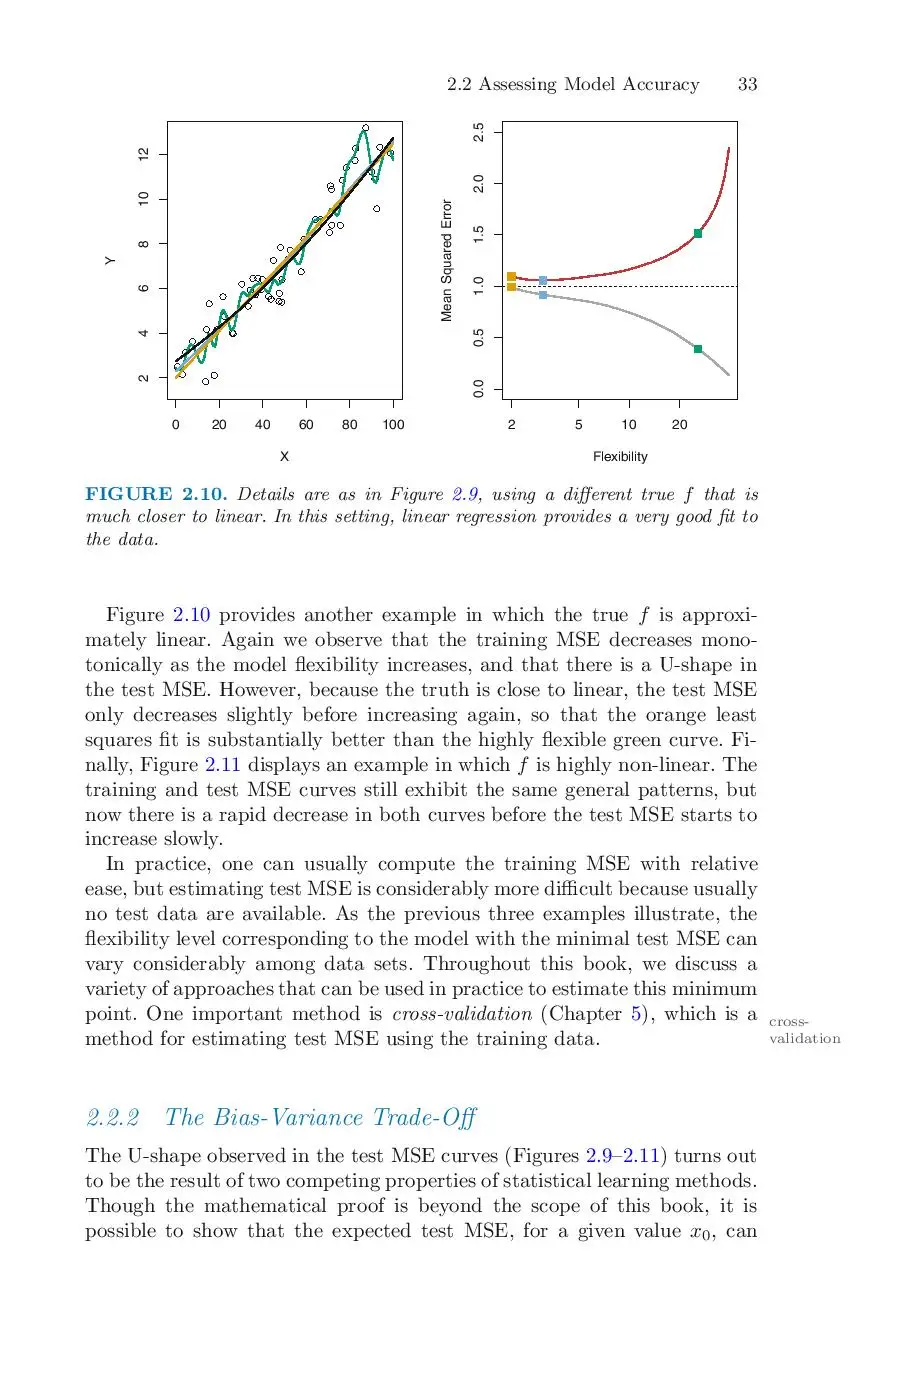 2.2 Assessing Model Accuracy 33
2 4 6 8 10 12
Y
0 20 40 60 80 100
X
0.0 0.5 1.0 1.5 2.0 2.5
Mean Squared Error
2 5 10 20
Flexibility
FIGURE 2.10. Details are as in Figure 2.9, using a different true f that is
much closer to linear. In this setting, linear regression provides a very good fit to
the data.
Figure 2.10 provides another example in which the true f is approxi-
mately linear. Again we observe that the training MSE decreases mono-
tonically as the model flexibility increases, and that there is a U-shape in
the test MSE. However, because the truth is close to linear, the test MSE
only decreases slightly before increasing again, so that the orange least
squares fit is substantially better than the highly flexible green curve. Fi-
nally, Figure 2.11 displays an example in which f is highly non-linear. The
training and test MSE curves still exhibit the same general patterns, but
now there is a rapid decrease in both curves before the test MSE starts to
increase slowly.
In practice, one can usually compute the training MSE with relative
ease, but estimating test MSE is considerably more difficult because usually
no test data are available. As the previous three examples illustrate, the
flexibility level corresponding to the model with the minimal test MSE can
vary considerably among data sets. Throughout this book, we discuss a
variety of approaches that can be used in practice to estimate this minimum
point. One important method is cross-validation (Chapter 5), which is a
method for estimating test MSE using the training data.
cross-
validation
2.2.2 The Bias-Variance Trade-Off
The U-shape observed in the test MSE curves (Figures 2.9–2.11) turns out
to be the result of two competing properties of statistical learning methods.
Though the mathematical proof is beyond the scope of this book, it is
possible to show that the expected test MSE, for a given value x₀, can